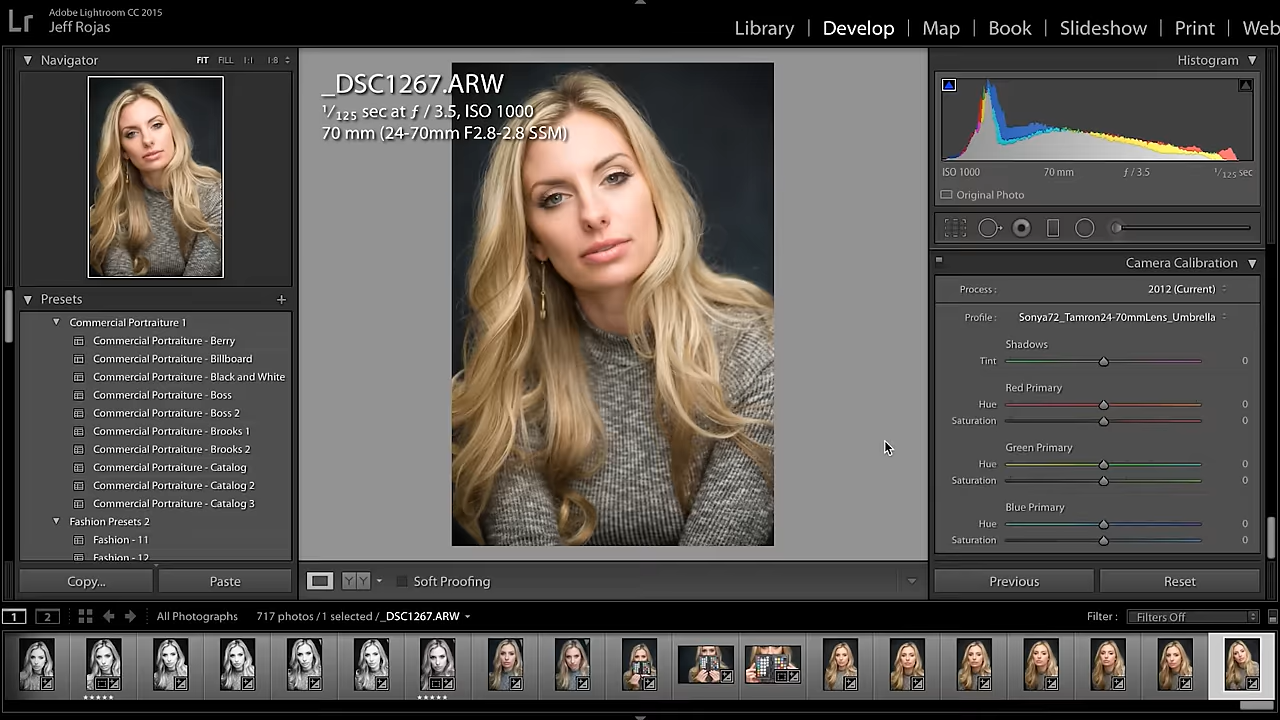 Lr
Adobe Lightroom CC 2015
Jeff Rojas
Library | Develop | Map | Book | Slideshow | Print | Web
Navigator FIT FILL 1:1 1:8
Presets +
Commercial Portraiture 1
Commercial Portraiture - Berry
Commercial Portraiture - Billboard
Commercial Portraiture - Black and White
Commercial Portraiture - Boss
Commercial Portraiture - Boss 2
Commercial Portraiture - Brooks 1
Commercial Portraiture - Brooks 2
Commercial Portraiture - Catalog
Commercial Portraiture - Catalog 2
Commercial Portraiture - Catalog 3
Fashion Presets 2
Fashion - 11
Fashion - 12
Copy... Paste
_DSC1267.ARW
1/125 sec at ƒ / 3.5, ISO 1000
70 mm (24-70mm F2.8-2.8 SSM)
Y Y Soft Proofing
Histogram
ISO 1000 70 mm ƒ / 3.5 1/125 sec
Original Photo
Camera Calibration
Process : 2012 (Current)
Profile : Sonya72_Tamron24-70mmLens_Umbrella
Shadows
Tint 0
Red Primary
Hue 0
Saturation 0
Green Primary
Hue 0
Saturation 0
Blue Primary
Hue 0
Saturation 0
Previous Reset
1 2 All Photographs 717 photos / 1 selected / _DSC1267.ARW Filter : Filters Off